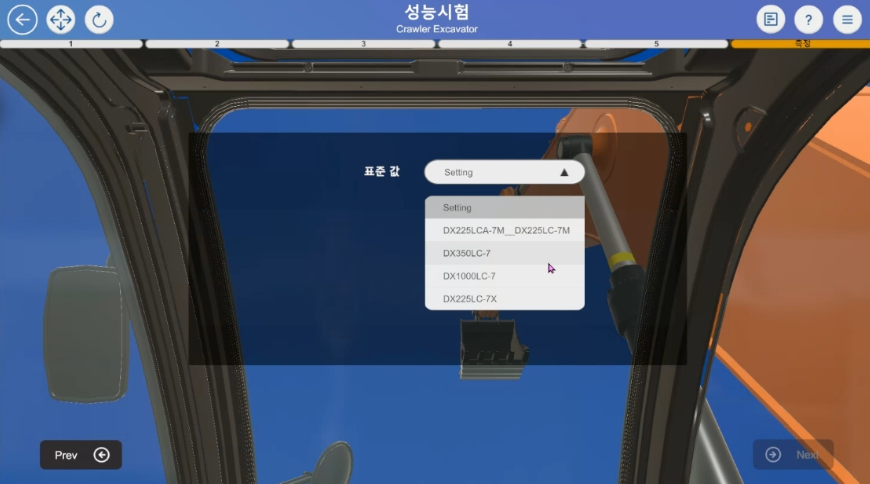 성능시험
Crawler Excavator
?
1 2 3 4 5 측정
표준 값
Setting
Setting
DX225LCA-7M__DX225LC-7M
DX350LC-7
DX1000LC-7
DX225LC-7X
Prev
Next